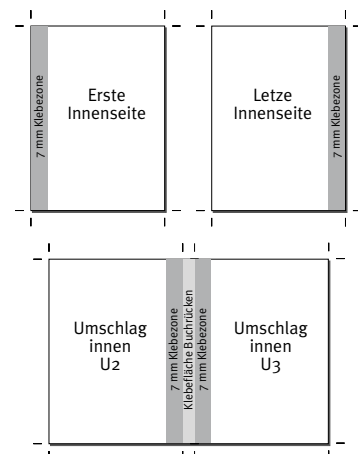 7 mm Klebezone
Erste
Innenseite
Letze
Innenseite
7 mm Klebezone
Umschlag
innen
U2
7 mm Klebezone
Klebefläche Buchrücken
7 mm Klebezone
Umschlag
innen
U3